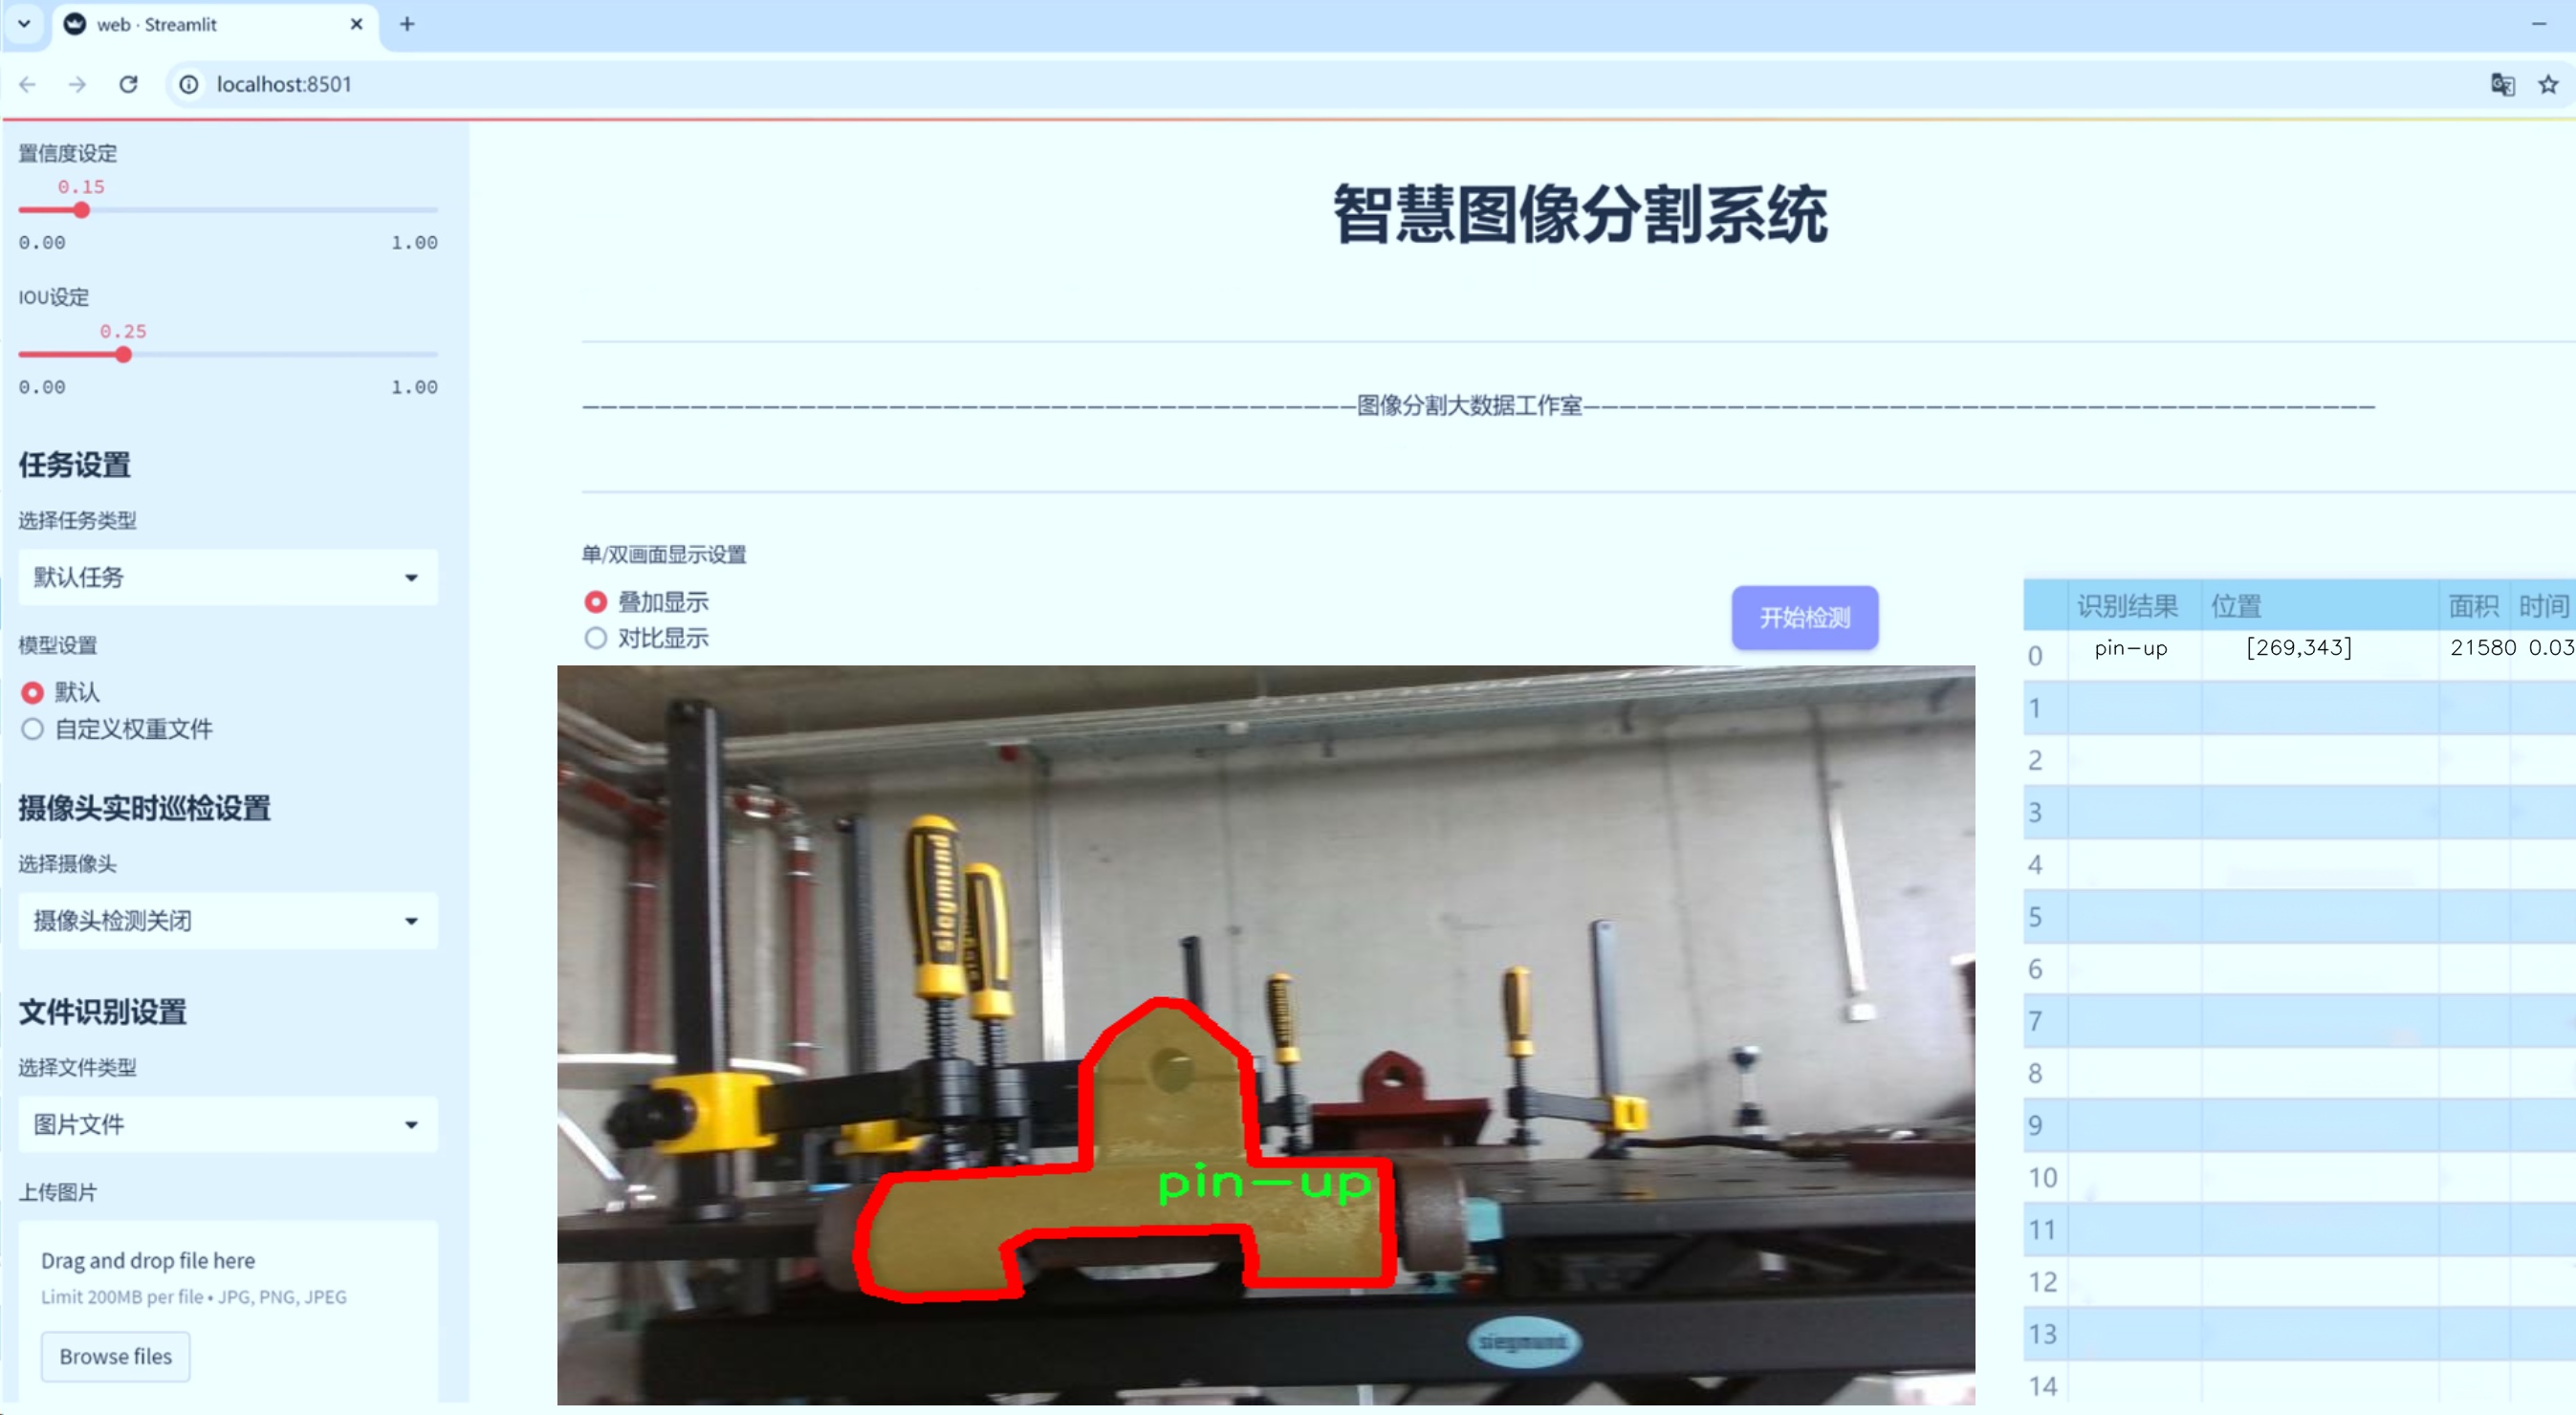 web · Streamlit
localhost:8501
置信度设定
0.15
0.00 1.00
IOU设定
0.25
0.00 1.00
任务设置
选择任务类型
默认任务
模型设置
默认
自定义权重文件
摄像头实时巡检设置
选择摄像头
摄像头检测关闭
文件识别设置
选择文件类型
图片文件
上传图片
Drag and drop file here
Limit 200MB per file • JPG, PNG, JPEG
Browse files
智慧图像分割系统
———————————————————————————————————————————图像分割大数据工作室————————————————————————————————————————————
单/双画面显示设置
叠加显示
对比显示
开始检测
siegmund
pin-up
siegmund
识别结果 位置 面积 时间
0 pin-up [269,343] 21580 0.03
1
2
3
4
5
6
7
8
9
10
11
12
13
14